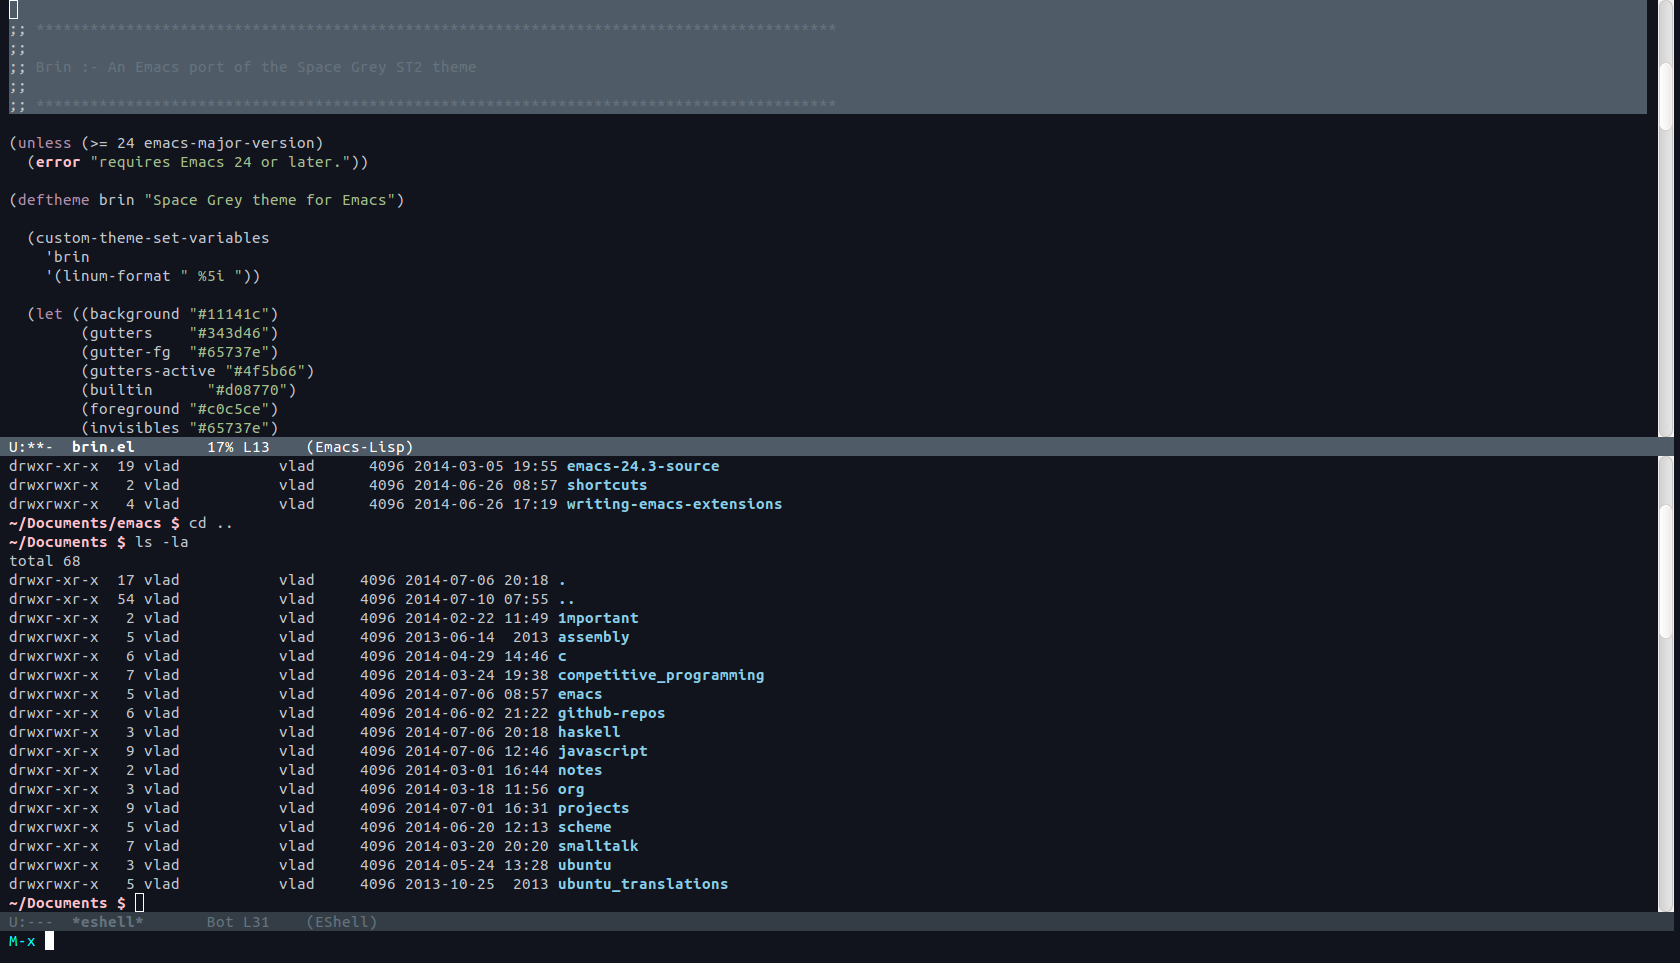 ;; *****************************************************************************************
;;
;; Brin :- An Emacs port of the Space Grey ST2 theme
;;
;; *****************************************************************************************
(unless (>= 24 emacs-major-version)
  (error "requires Emacs 24 or later."))
(deftheme brin "Space Grey theme for Emacs")
  (custom-theme-set-variables
    'brin
    '(linum-format " %5i "))
  (let ((background "#11141c")
        (gutters    "#343d46")
        (gutter-fg  "#65737e")
        (gutters-active "#4f5b66")
        (builtin      "#d08770")
        (foreground "#c0c5ce")
        (invisibles "#65737e")
U:**-  brin.el        17% L13    (Emacs-Lisp)
drwxr-xr-x  19 vlad           vlad      4096 2014-03-05 19:55 emacs-24.3-source
drwxrwxr-x   2 vlad           vlad      4096 2014-06-26 08:57 shortcuts
drwxrwxr-x   4 vlad           vlad      4096 2014-06-26 17:19 writing-emacs-extensions
~/Documents/emacs $ cd ..
~/Documents $ ls -la
total 68
drwxr-xr-x  17 vlad           vlad     4096 2014-07-06 20:18 .
drwxr-xr-x  54 vlad           vlad     4096 2014-07-10 07:55 ..
drwxr-xr-x   2 vlad           vlad     4096 2014-02-22 11:49 1mportant
drwxrwxr-x   5 vlad           vlad     4096 2013-06-14  2013 assembly
drwxrwxr-x   6 vlad           vlad     4096 2014-04-29 14:46 c
drwxrwxr-x   7 vlad           vlad     4096 2014-03-24 19:38 competitive_programming
drwxrwxr-x   5 vlad           vlad     4096 2014-07-06 08:57 emacs
drwxr-xr-x   6 vlad           vlad     4096 2014-06-02 21:22 github-repos
drwxrwxr-x   3 vlad           vlad     4096 2014-07-06 20:18 haskell
drwxr-xr-x   9 vlad           vlad     4096 2014-07-06 12:46 javascript
drwxr-xr-x   2 vlad           vlad     4096 2014-03-01 16:44 notes
drwxr-xr-x   3 vlad           vlad     4096 2014-03-18 11:56 org
drwxrwxr-x   9 vlad           vlad     4096 2014-07-01 16:31 projects
drwxrwxr-x   5 vlad           vlad     4096 2014-06-20 12:13 scheme
drwxrwxr-x   7 vlad           vlad     4096 2014-03-20 20:20 smalltalk
drwxrwxr-x   3 vlad           vlad     4096 2014-05-24 13:28 ubuntu
drwxrwxr-x   5 vlad           vlad     4096 2013-10-25  2013 ubuntu_translations
~/Documents $
U:---  *eshell*       Bot L31    (EShell)
M-x